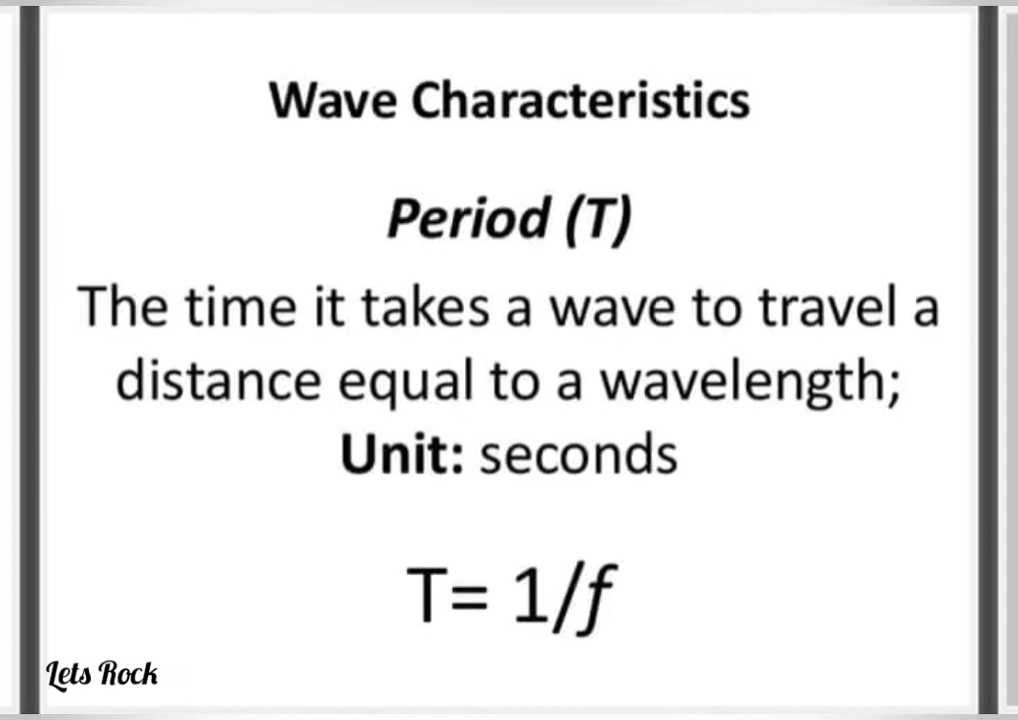 Wave Characteristics
Period (T)
The time it takes a wave to travel a
distance equal to a wavelength;
Unit: seconds
T= 1/f
Lets Rock